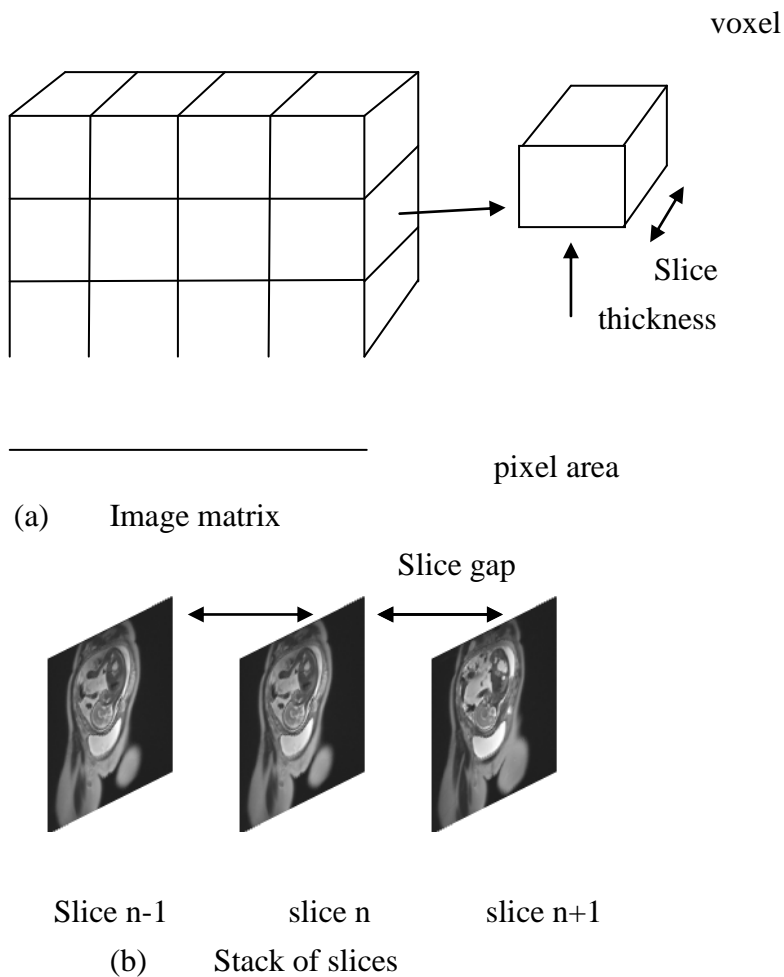 voxel
Slice
thickness
pixel area
(a) Image matrix
Slice gap
Slice n-1 slice n slice n+1
(b) Stack of slices